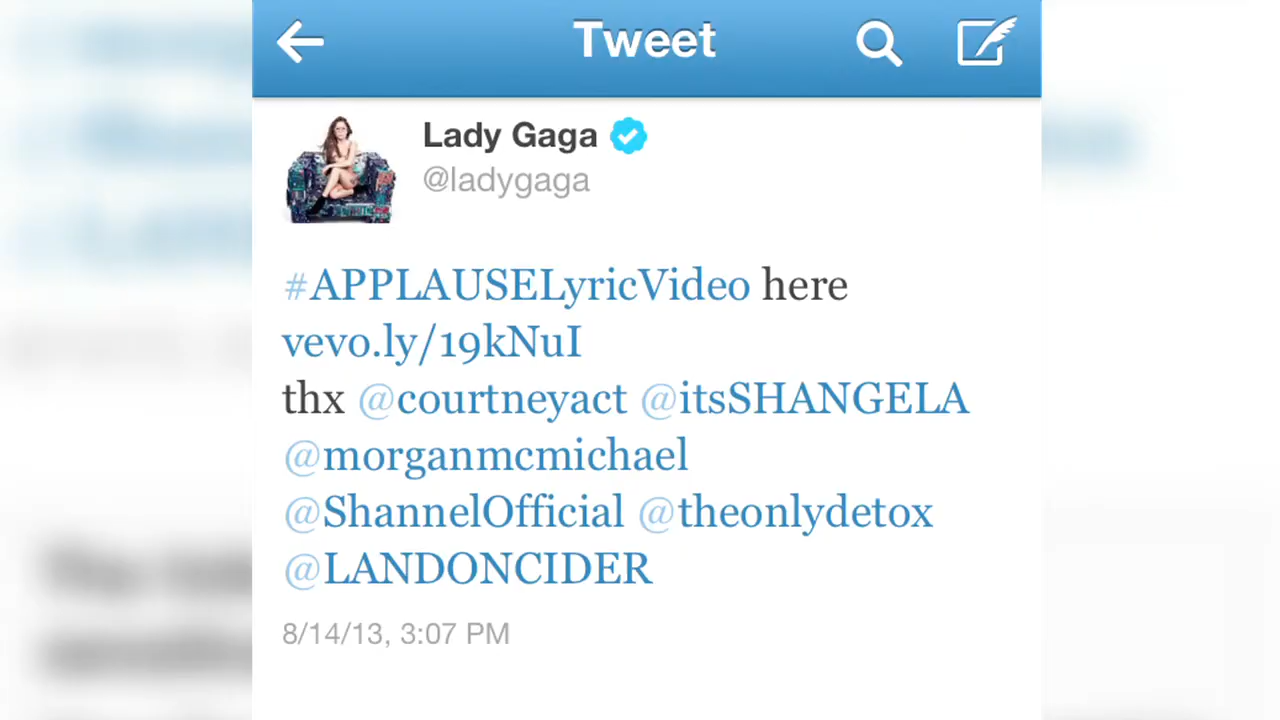 Tweet
Lady Gaga
@ladygaga
#APPLAUSELyricVideo here
vevo.ly/19kNuI
thx @courtneyact @itsSHANGELA
@morganmcmichael
@ShannelOfficial @theonlydetox
@LANDONCIDER
8/14/13, 3:07 PM